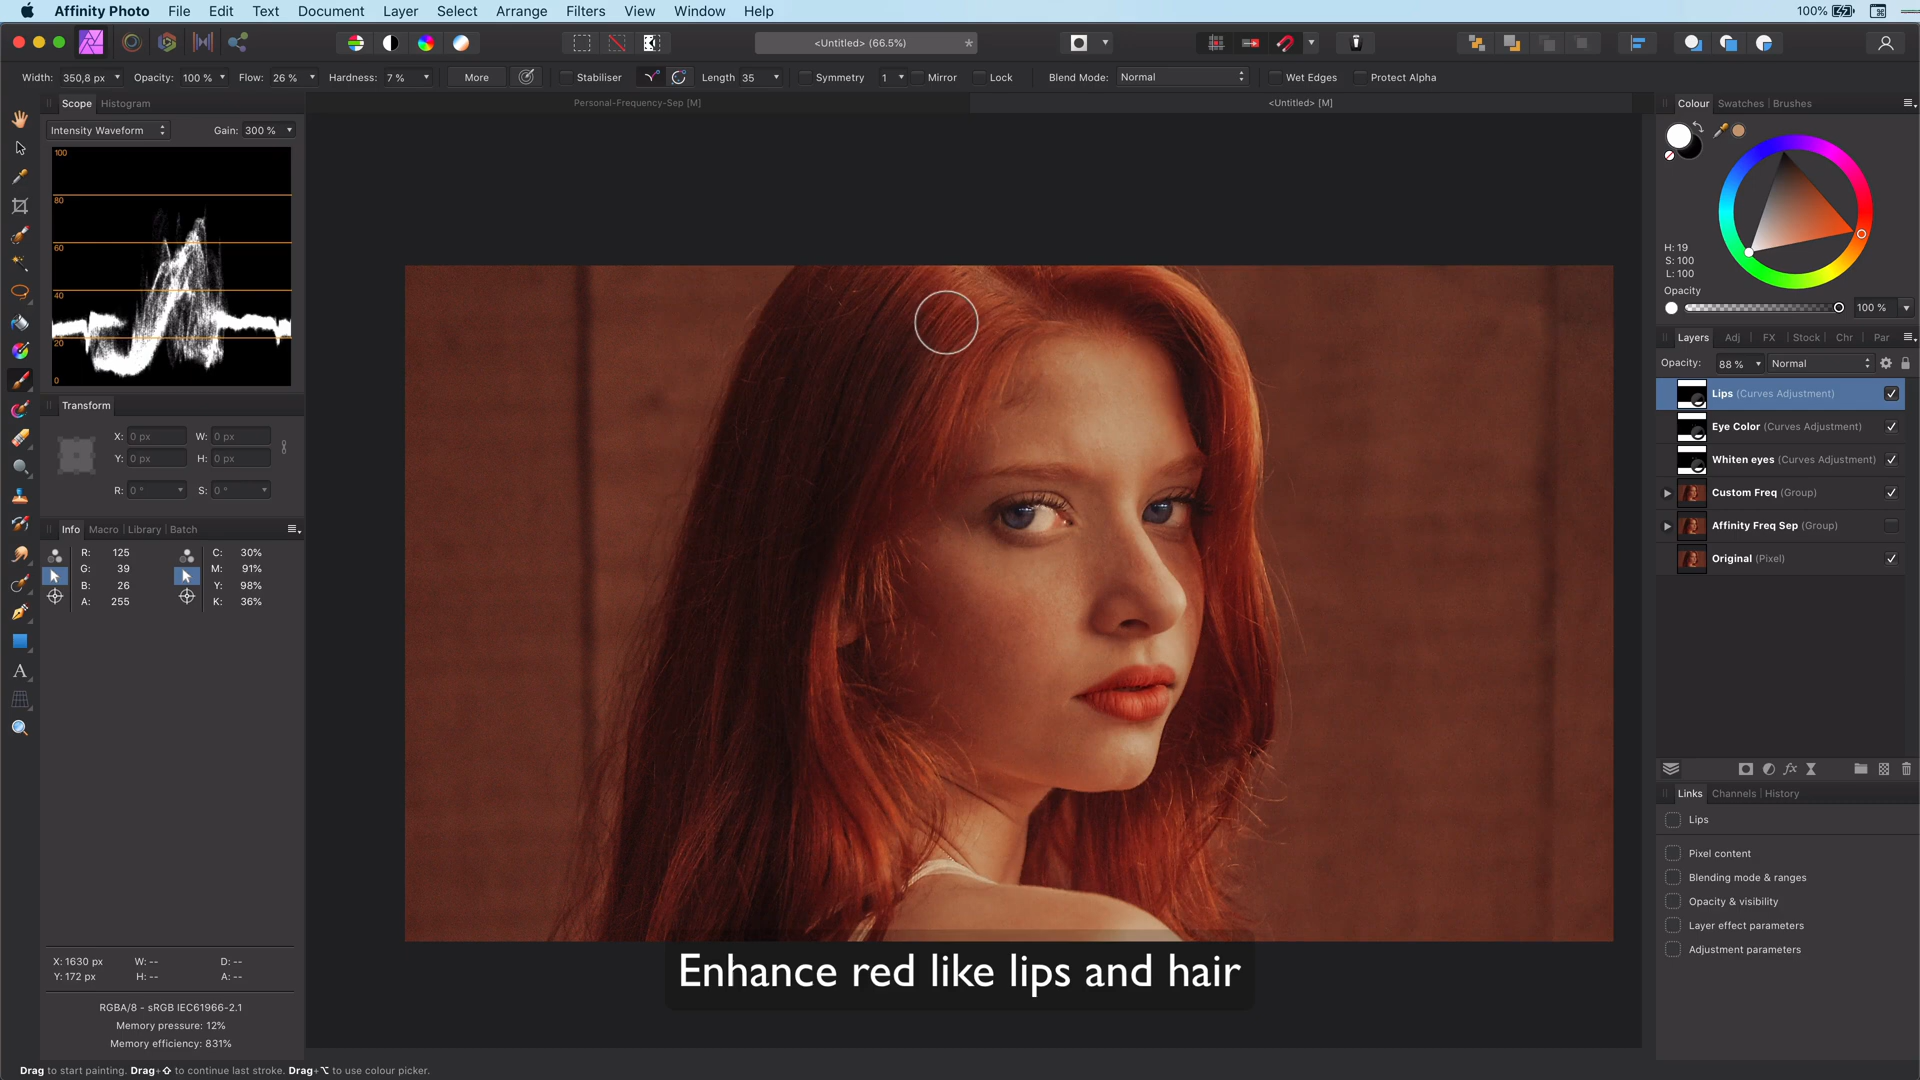 Affinity Photo File Edit Text Document Layer Select Arrange Filters View Window Help 100%
<Untitled> (66.5%) *
Width: 350,8 px Opacity: 100 % Flow: 26 % Hardness: 7 % More Stabiliser Length 35 Symmetry 1 Mirror Lock Blend Mode: Normal Wet Edges Protect Alpha
Scope Histogram
Personal-Frequency-Sep [M]
<Untitled> [M]
Colour Swatches Brushes
Intensity Waveform Gain: 300 %
100
80
60
40
20
0
H: 19
S: 100
L: 100
Opacity
100 %
Layers Adj FX Stock Chr Par
Opacity: 88 % Normal
Lips (Curves Adjustment)
Eye Color (Curves Adjustment)
Whiten eyes (Curves Adjustment)
Custom Freq (Group)
Affinity Freq Sep (Group)
Original (Pixel)
Transform
X: 0 px W: 0 px
Y: 0 px H: 0 px
R: 0 ° S: 0 °
Info Macro Library Batch
R: 125 C: 30%
G: 39 M: 91%
B: 26 Y: 98%
A: 255 K: 36%
Links Channels History
Lips
Pixel content
Blending mode & ranges
Opacity & visibility
Layer effect parameters
Adjustment parameters
X: 1630 px W: -- D: --
Y: 172 px H: -- A: --
RGBA/8 - sRGB IEC61966-2.1
Memory pressure: 12%
Memory efficiency: 831%
Enhance red like lips and hair
Drag to start painting. Drag+⇧ to continue last stroke. Drag+⌥ to use colour picker.